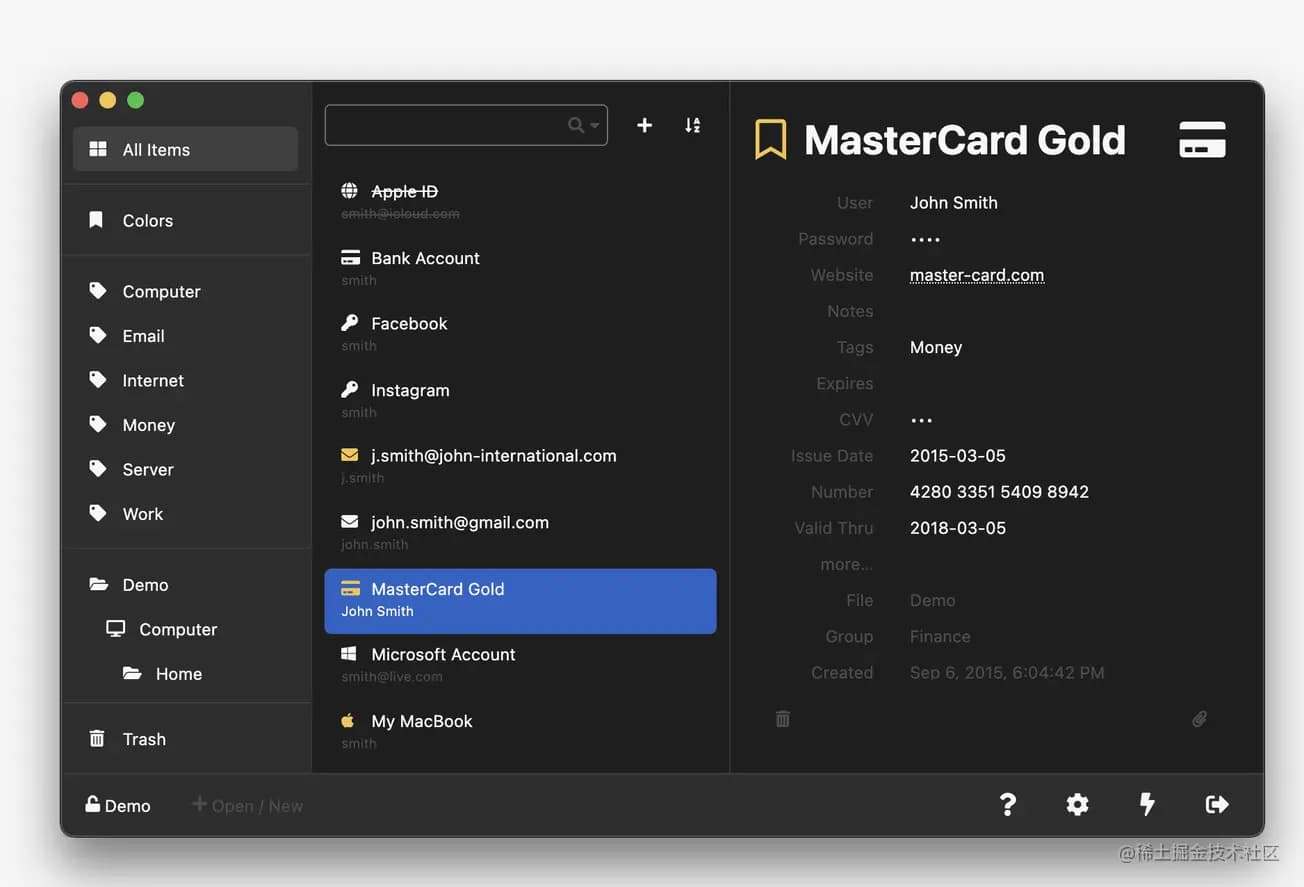 All Items
Colors
Computer
Email
Internet
Money
Server
Work
Demo
Computer
Home
Trash
Apple ID
smith@icloud.com
Bank Account
smith
Facebook
smith
Instagram
smith
j.smith@john-international.com
j.smith
john.smith@gmail.com
john.smith
MasterCard Gold
John Smith
Microsoft Account
smith@live.com
My MacBook
smith
MasterCard Gold
User John Smith
Password ••••
Website master-card.com
Notes
Tags Money
Expires
CVV •••
Issue Date 2015-03-05
Number 4280 3351 5409 8942
Valid Thru 2018-03-05
more...
File Demo
Group Finance
Created Sep 6, 2015, 6:04:42 PM
Demo + Open / New
@稀土掘金技术社区